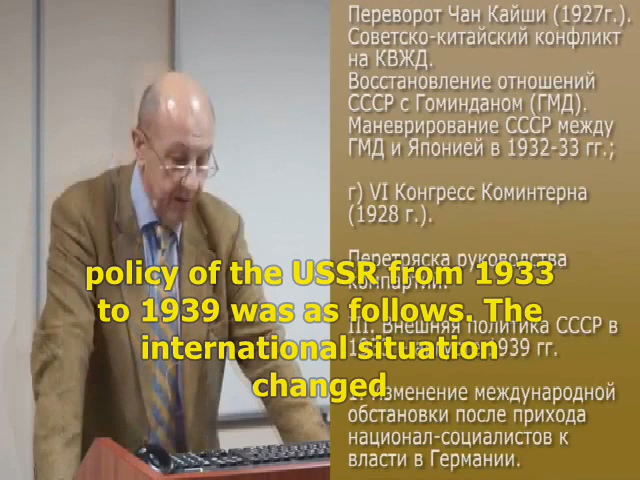 Переворот Чан Кайши (1927г.).
Советско-китайский конфликт
на КВЖД.
Восстановление отношений
СССР с Гоминданом (ГМД).
Маневрирование СССР между
ГМД и Японией в 1932-33 гг.;
г) VI Конгресс Коминтерна
(1928 г.).
Перетряска руководства
компартий.
III. Внешняя политика СССР в
1939 гг.
Изменение международной
обстановки после прихода
национал-социалистов к
власти в Германии.
policy of the USSR from 1933
to 1939 was as follows. The
international situation
changed